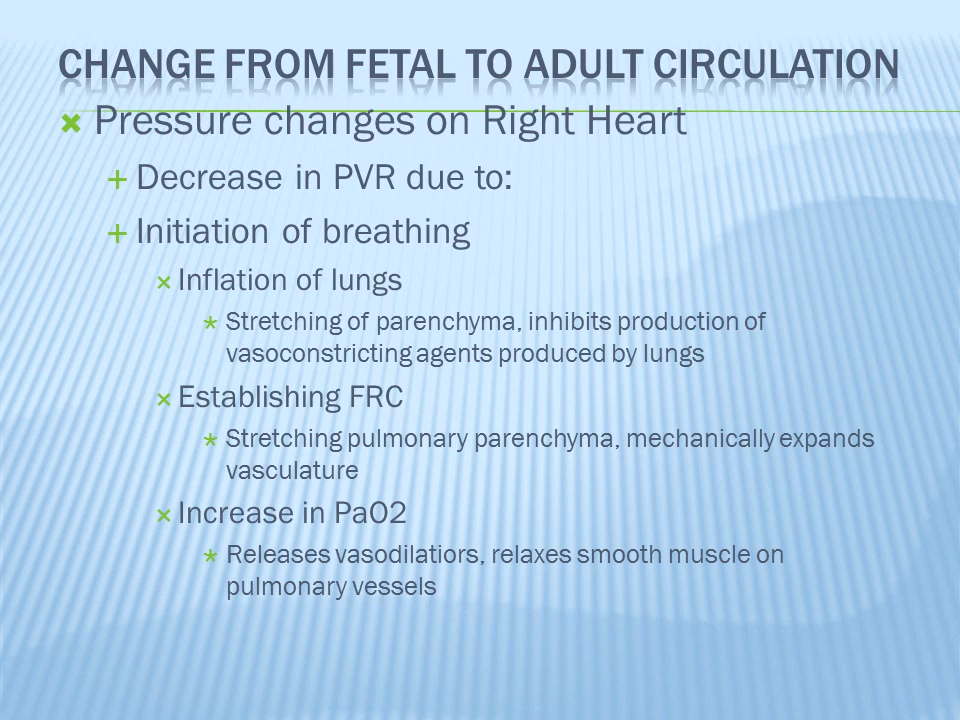 CHANGE FROM FETAL TO ADULT CIRCULATION
Pressure changes on Right Heart
Decrease in PVR due to:
Initiation of breathing
Inflation of lungs
Stretching of parenchyma, inhibits production of
vasoconstricting agents produced by lungs
Establishing FRC
Stretching pulmonary parenchyma, mechanically expands
vasculature
Increase in PaO2
Releases vasodilatiors, relaxes smooth muscle on
pulmonary vessels